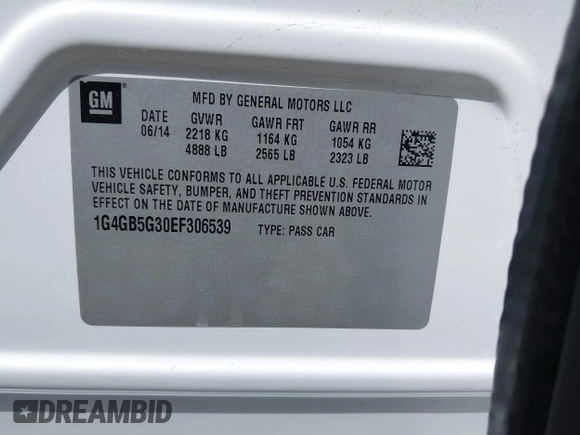 GM
MFD BY GENERAL MOTORS LLC
DATE GVWR GAWR FRT GAWR RR
06/14 2218 KG 1164 KG 1054 KG
4888 LB 2565 LB 2323 LB
THIS VEHICLE CONFORMS TO ALL APPLICABLE U.S. FEDERAL MOTOR
VEHICLE SAFETY, BUMPER, AND THEFT PREVENTION STANDARDS
IN EFFECT ON THE DATE OF MANUFACTURE SHOWN ABOVE.
1G4GB5G30EF306539 TYPE: PASS CAR
DREAMBID